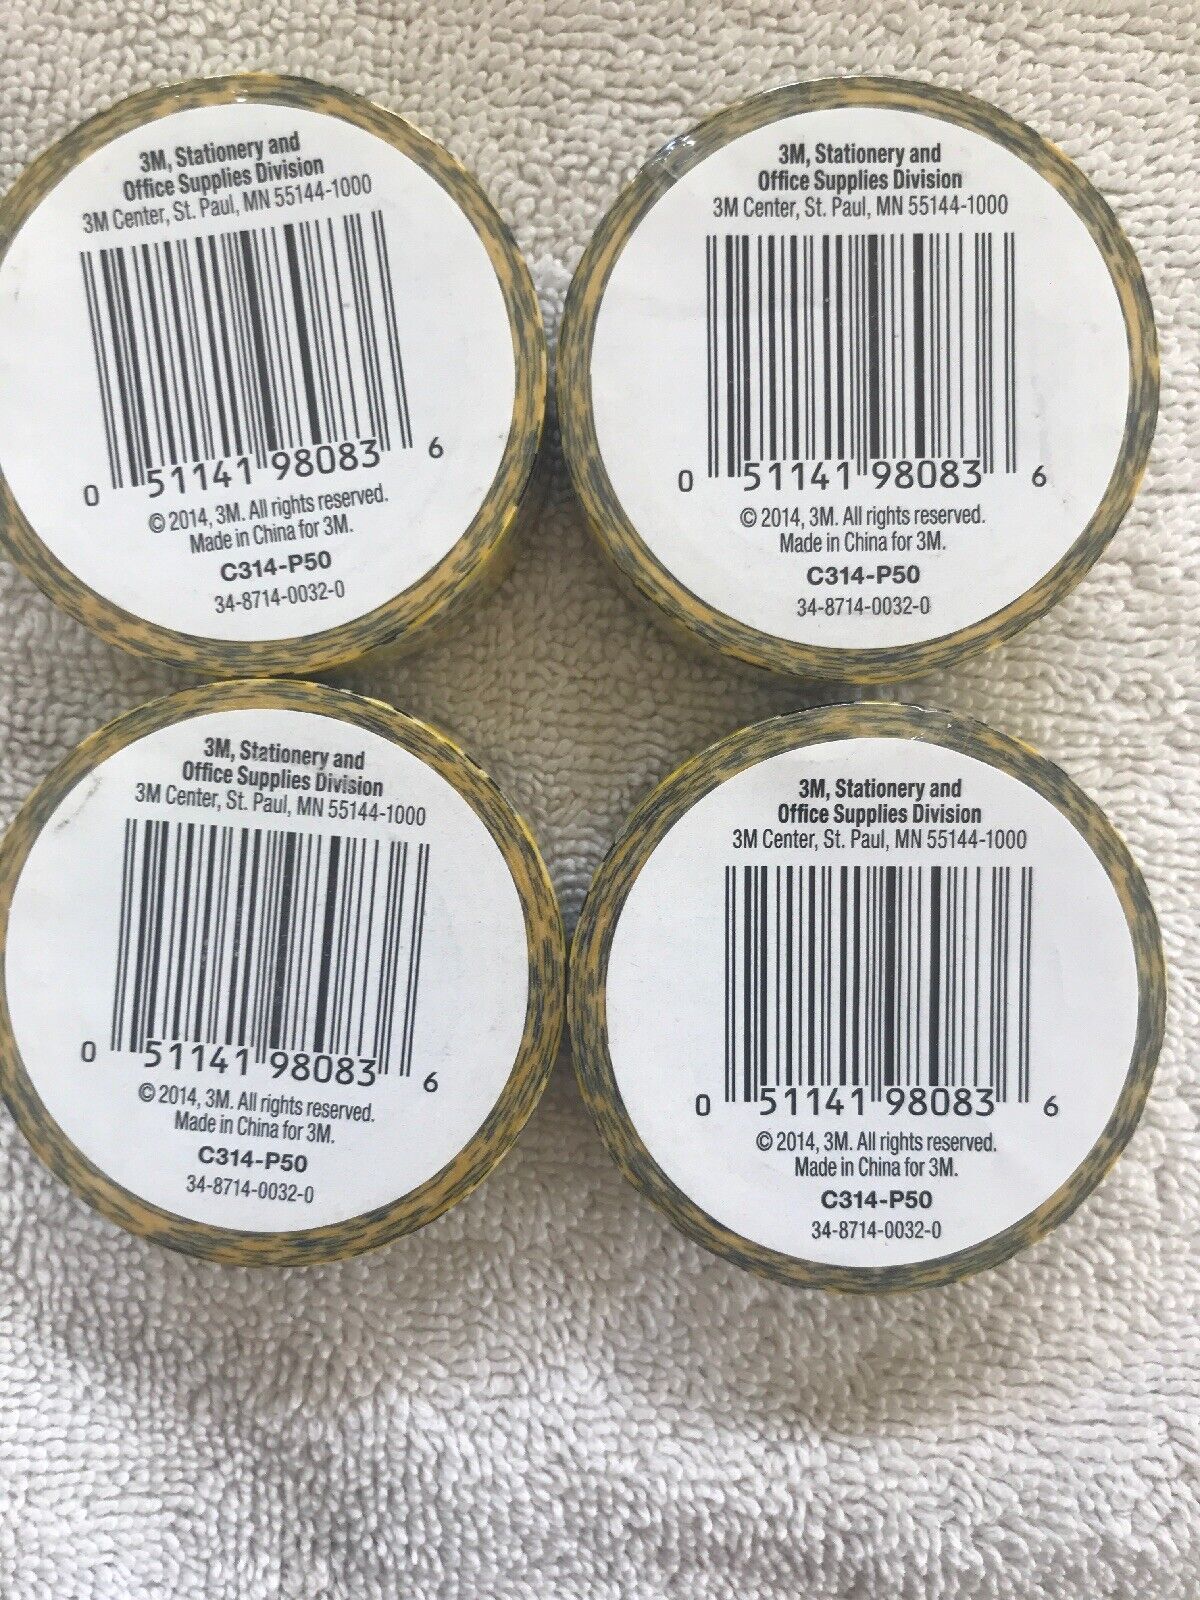 3M, Stationery and
Office Supplies Division
3M Center, St. Paul, MN 55144-1000
0 51141 98083 6
© 2014, 3M. All rights reserved.
Made in China for 3M.
C314-P50
34-8714-0032-0
3M, Stationery and
Office Supplies Division
3M Center, St. Paul, MN 55144-1000
0 51141 98083 6
© 2014, 3M. All rights reserved.
Made in China for 3M.
C314-P50
34-8714-0032-0
3M, Stationery and
Office Supplies Division
3M Center, St. Paul, MN 55144-1000
0 51141 98083 6
© 2014, 3M. All rights reserved.
Made in China for 3M.
C314-P50
34-8714-0032-0
3M, Stationery and
Office Supplies Division
3M Center, St. Paul, MN 55144-1000
0 51141 98083 6
© 2014, 3M. All rights reserved.
Made in China for 3M.
C314-P50
34-8714-0032-0